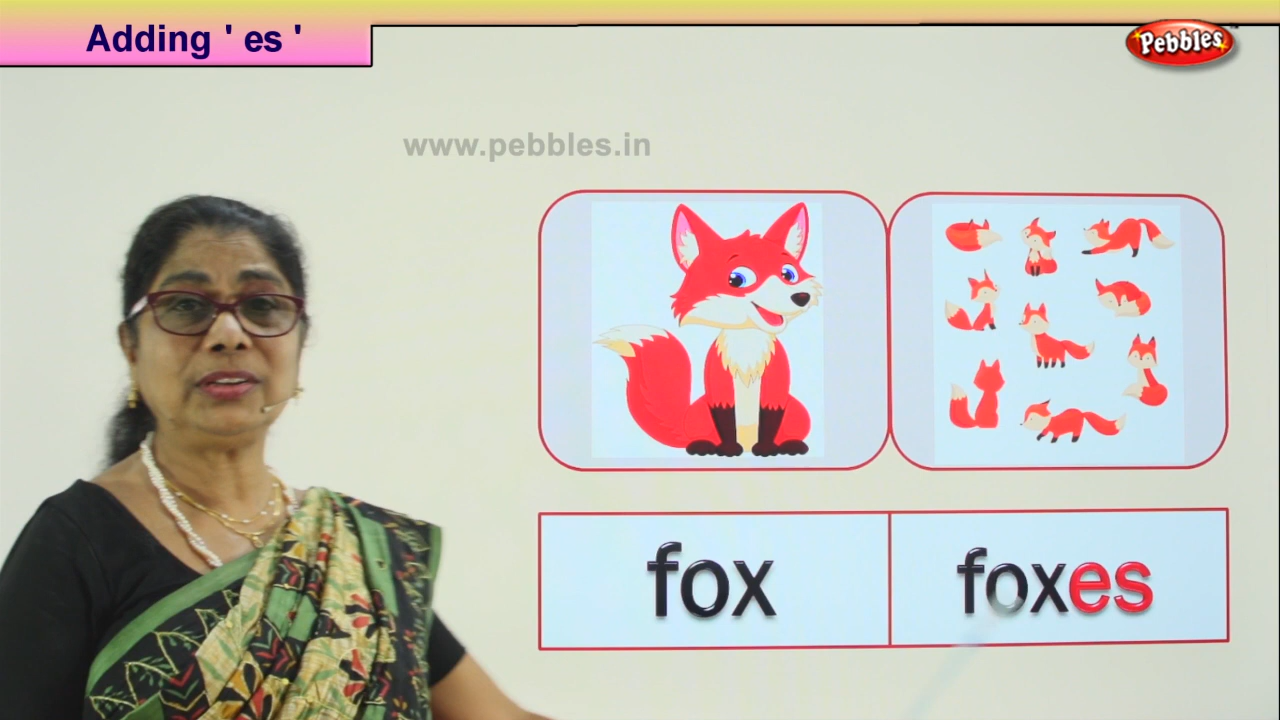 Adding ' es '
Pebbles
www.pebbles.in
fox
foxes